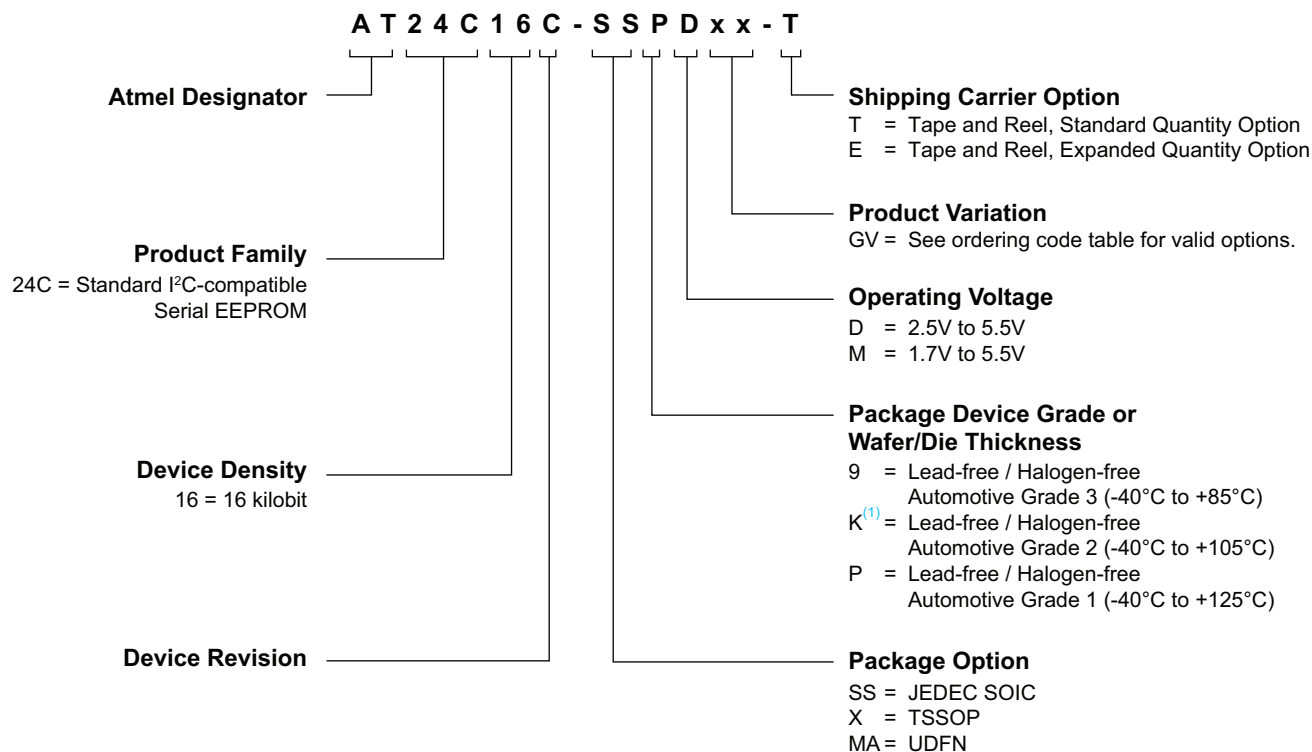 A T 2 4 C 1 6 C - S S P D x x - T
Atmel Designator
Product Family
24C = Standard I²C-compatible
Serial EEPROM
Device Density
16 = 16 kilobit
Device Revision
Shipping Carrier Option
T = Tape and Reel, Standard Quantity Option
E = Tape and Reel, Expanded Quantity Option
Product Variation
GV = See ordering code table for valid options.
Operating Voltage
D = 2.5V to 5.5V
M = 1.7V to 5.5V
Package Device Grade or
Wafer/Die Thickness
9 = Lead-free / Halogen-free
Automotive Grade 3 (-40°C to +85°C)
K(1) = Lead-free / Halogen-free
Automotive Grade 2 (-40°C to +105°C)
P = Lead-free / Halogen-free
Automotive Grade 1 (-40°C to +125°C)
Package Option
SS = JEDEC SOIC
X = TSSOP
MA = UDFN